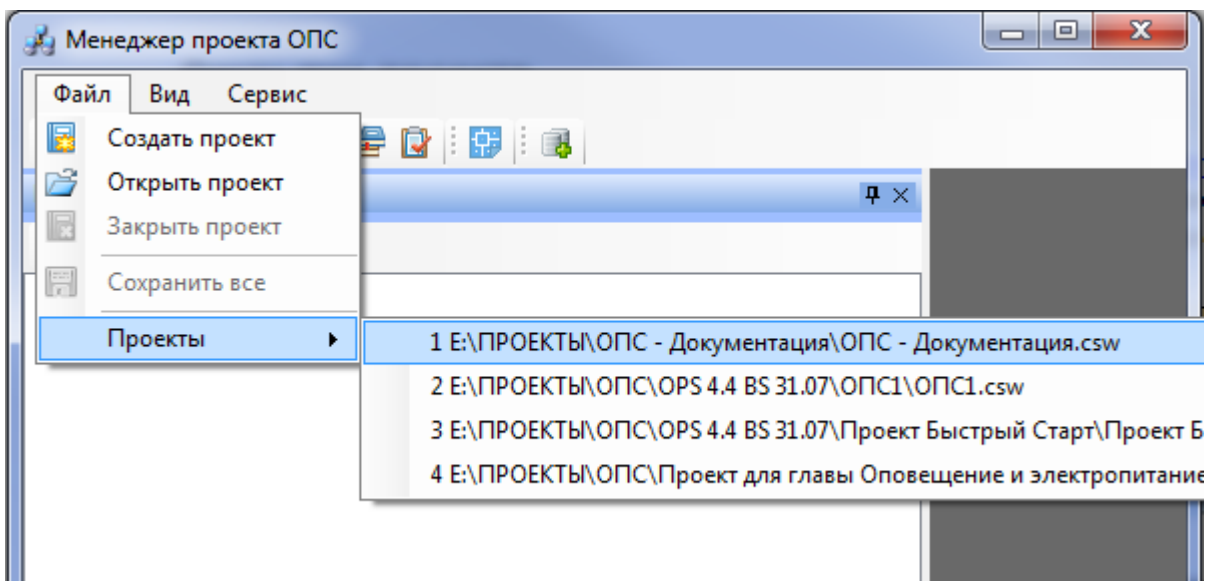 Менеджер проекта ОПС
Файл Вид Сервис
Создать проект
Открыть проект
Закрыть проект
Сохранить все
Проекты
1 E:\ПРОЕКТЫ\ОПС - Документация\ОПС - Документация.csw
2 E:\ПРОЕКТЫ\ОПС\OPS 4.4 BS 31.07\ОПС1\ОПС1.csw
3 E:\ПРОЕКТЫ\ОПС\OPS 4.4 BS 31.07\Проект Быстрый Старт\Проект Б
4 E:\ПРОЕКТЫ\ОПС\Проект для главы Оповещение и электропитание